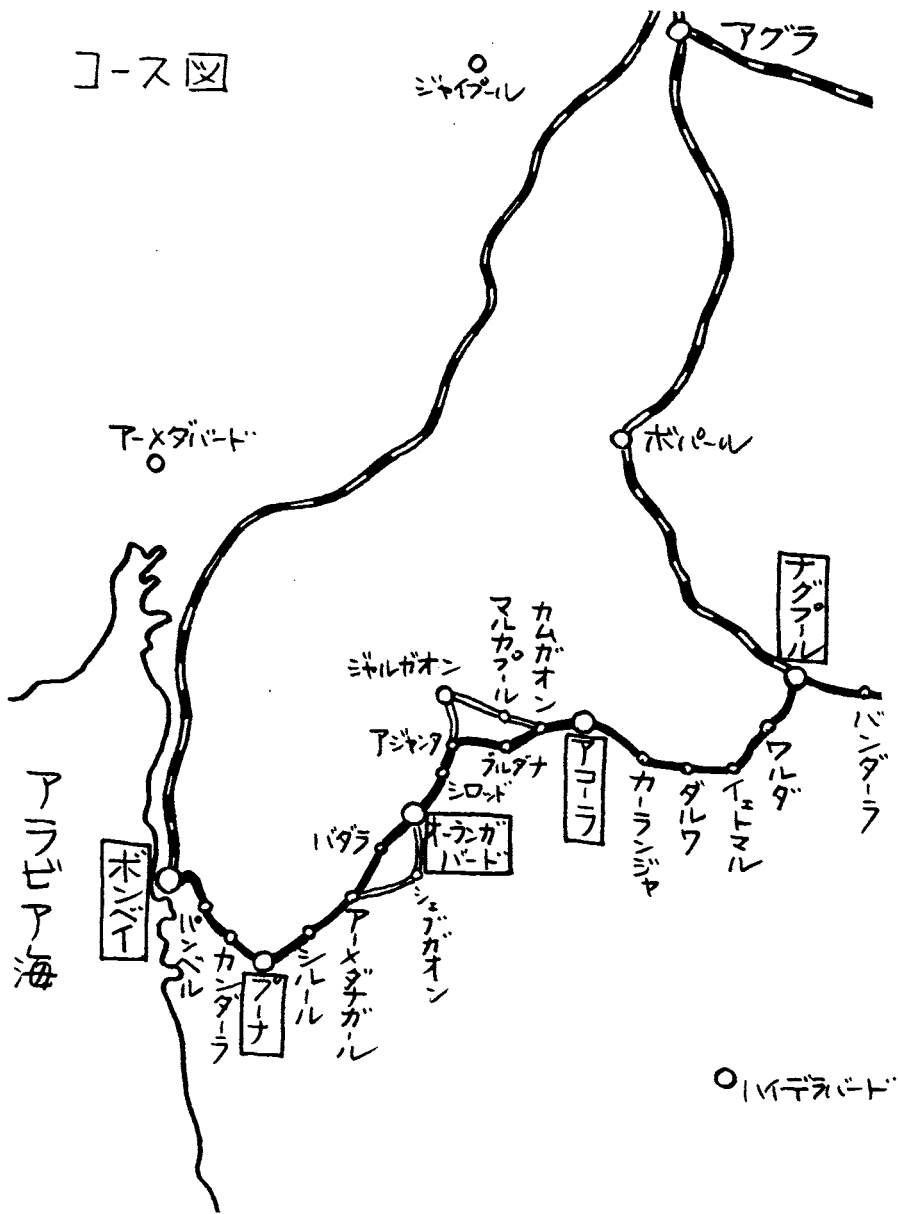 コース図
アグラ
ジャイプール
アーメダバード
ボパール
ナグプール
バンダーラ
ワルダ
イェトマル
ダルワ
カーランジャ
アコーラ
カムガオン
マルカプール
ブルダナ
ジャルガオン
アジャンタ
シロッド
オーランガ
バード
バダラ
シェブガオン
アーメダナガール
シルール
プーナ
カンダーラ
パンベル
ボンベイ
アラビア海
ハイデラバード